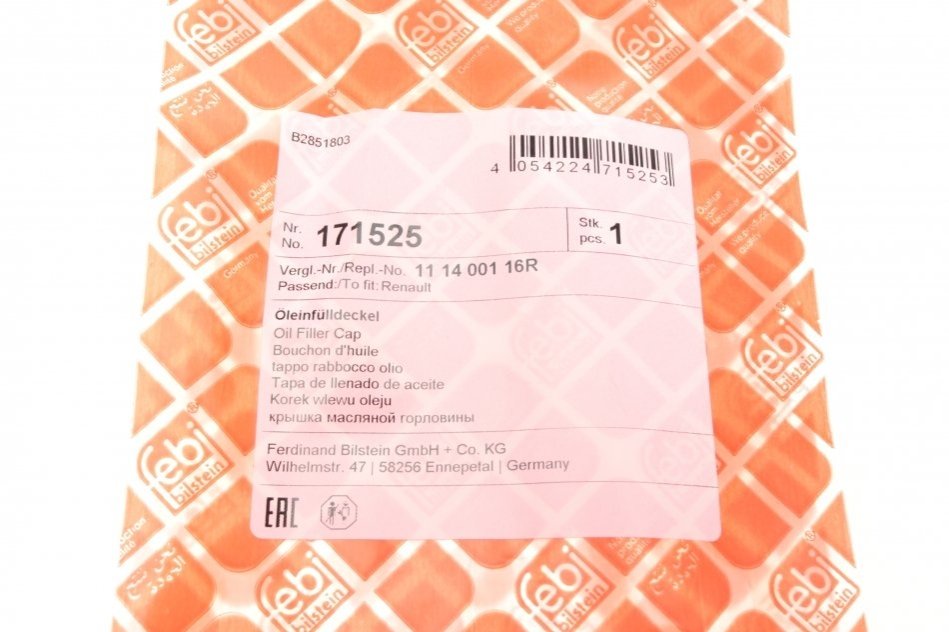 B2851803
4 054224 715253
Nr. No. 171525
Stk. pcs. 1
Vergl.-Nr./Repl.-No. 11 14 001 16R
Passend:/To fit: Renault
Öleinfülldeckel
Oil Filler Cap
Bouchon d'huile
tappo rabbocco olio
Tapa de llenado de aceite
Korek wlewu oleju
крышка масляной горловины
Ferdinand Bilstein GmbH + Co. KG
Wilhelmstr. 47 | 58256 Ennepetal | Germany
EAC
febi
bilstein